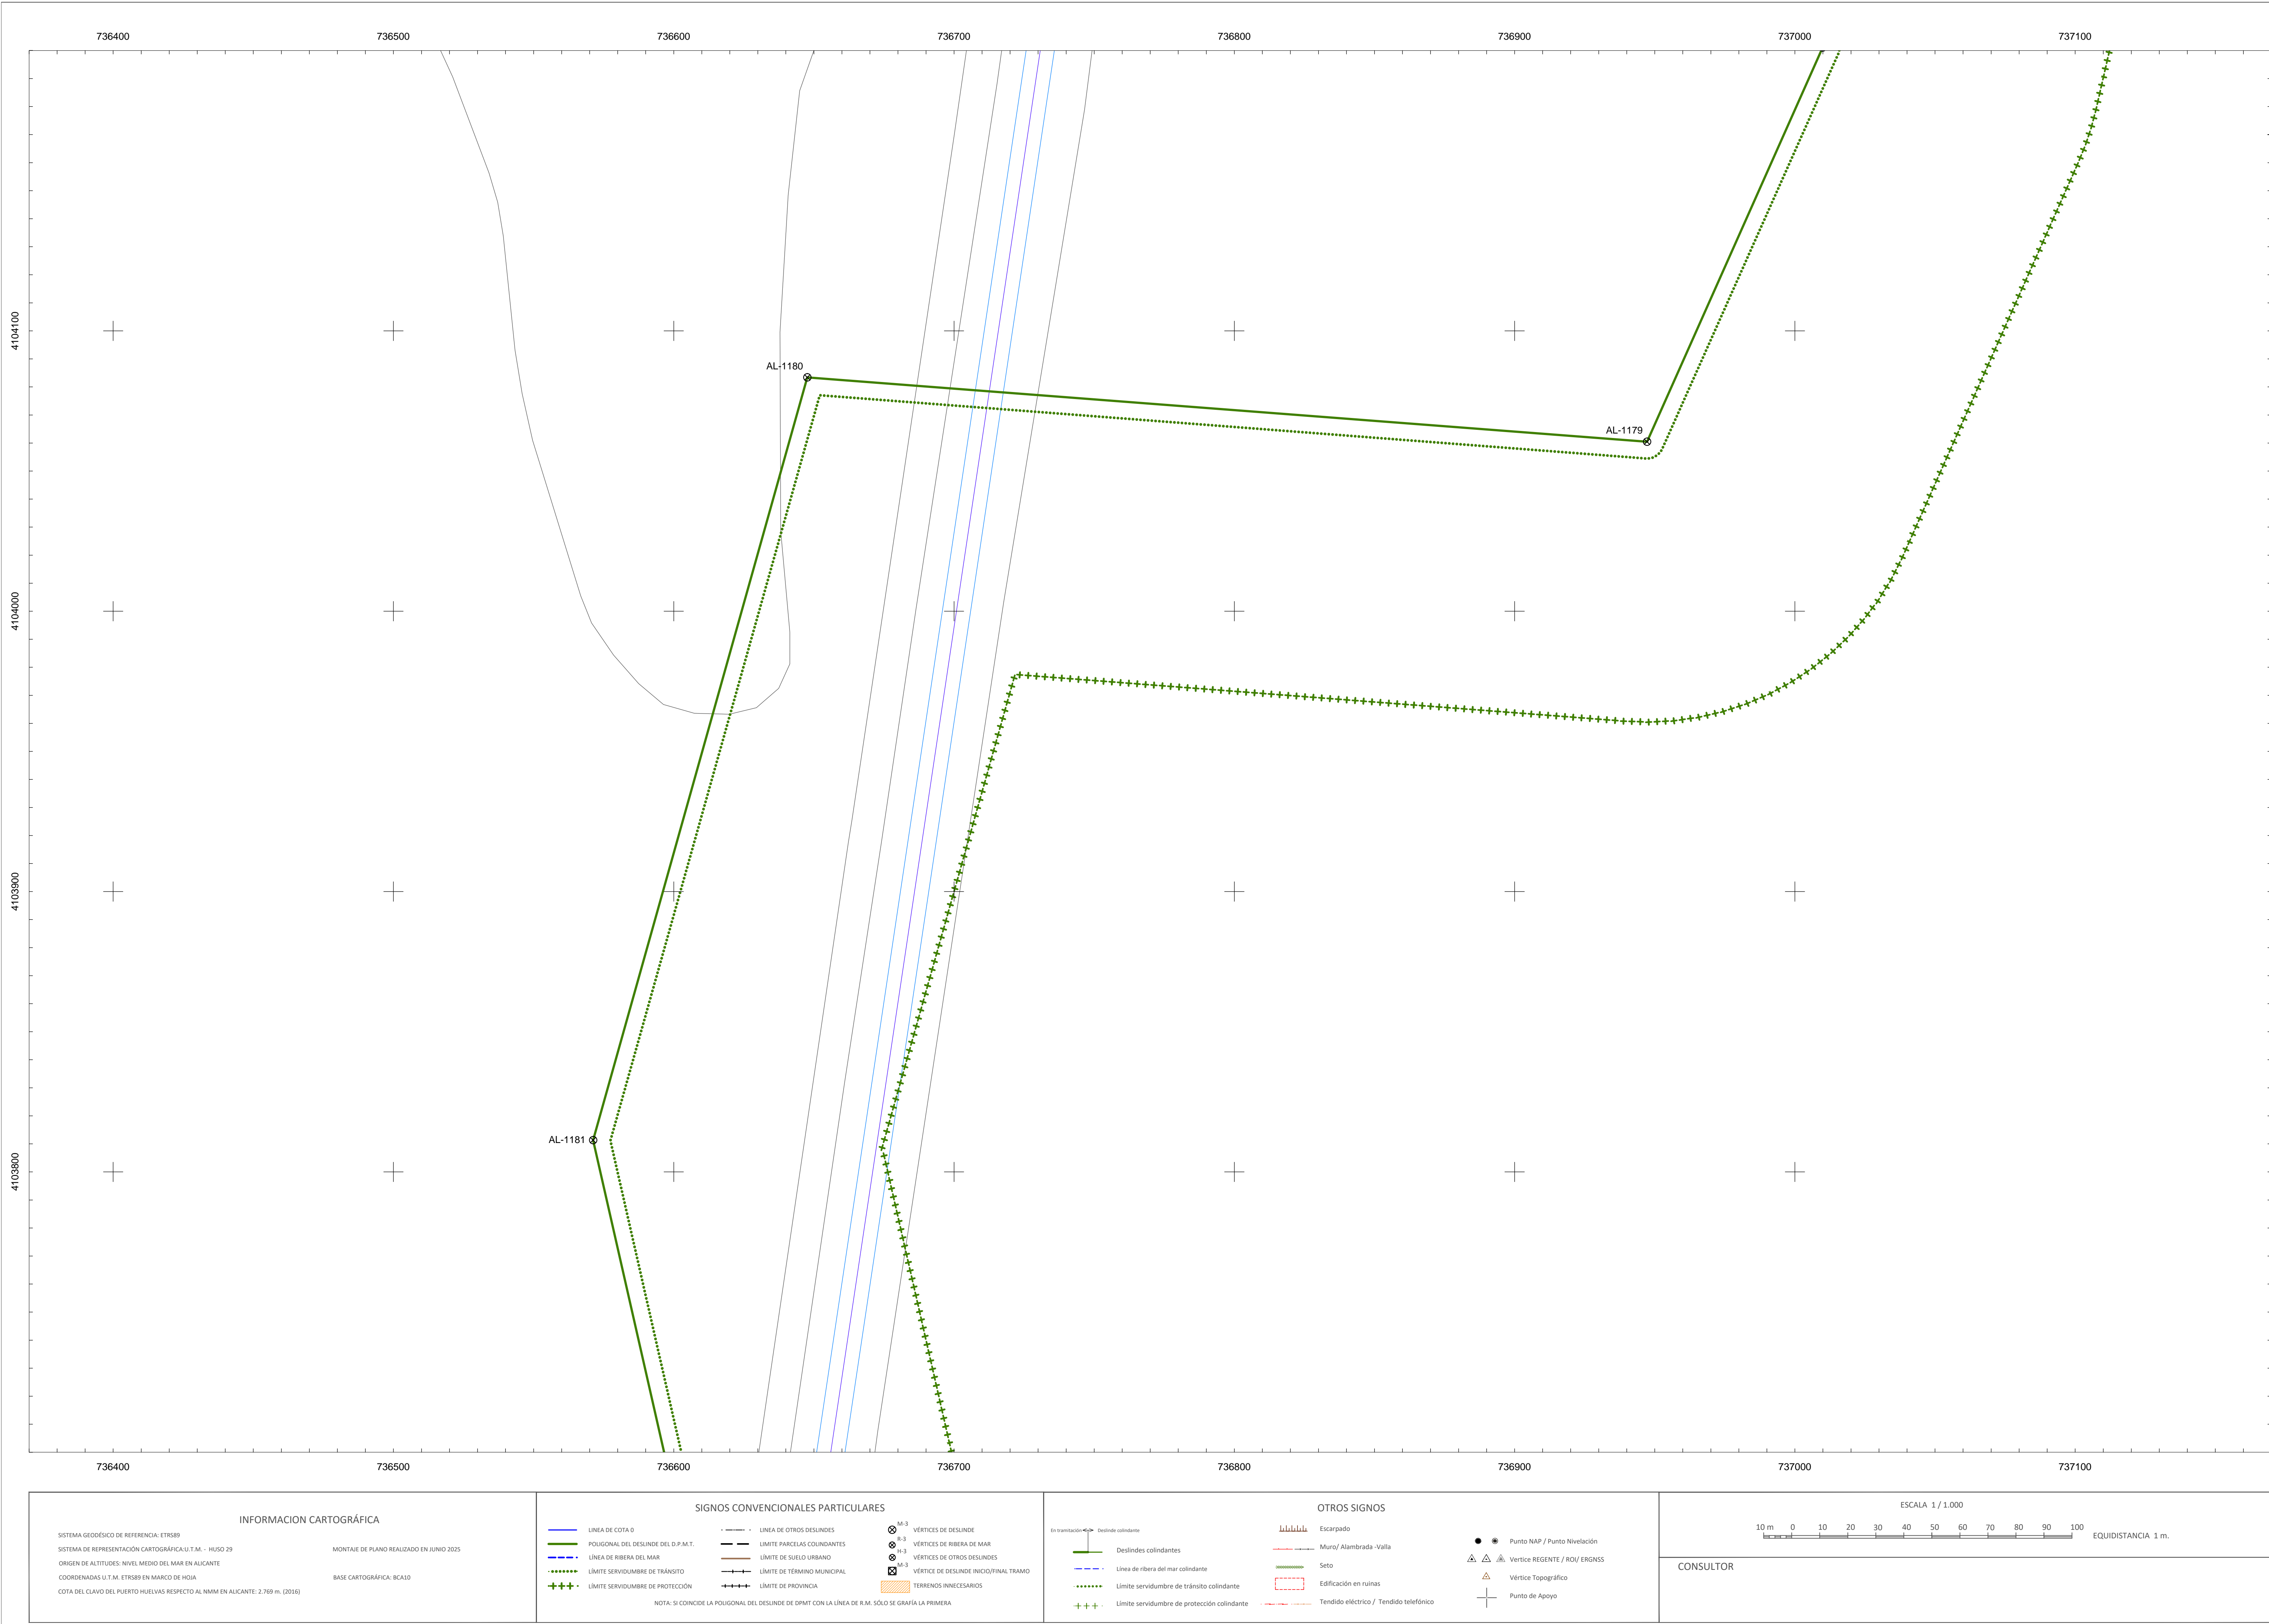 736400 736500 736600 736700 736800 736900 737000 737100
4104100
AL-1180
AL-1179
4104000
4103900
AL-1181
4103800
736400 736500 736600 736700 736800 736900 737000 737100
INFORMACION CARTOGRÁFICA
SISTEMA GEODÉSICO DE REFERENCIA: ETRS89
SISTEMA DE REPRESENTACIÓN CARTOGRÁFICA:U.T.M. - HUSO 29
MONTAJE DE PLANO REALIZADO EN JUNIO 2025
ORIGEN DE ALTITUDES: NIVEL MEDIO DEL MAR EN ALICANTE
COORDENADAS U.T.M. ETRS89 EN MARCO DE HOJA
BASE CARTOGRÁFICA: BCA10
COTA DEL CLAVO DEL PUERTO HUELVAS RESPECTO AL NMM EN ALICANTE: 2.769 m. (2016)
SIGNOS CONVENCIONALES PARTICULARES
LINEA DE COTA 0
POLIGONAL DEL DESLINDE DEL D.P.M.T.
LÍNEA DE RIBERA DEL MAR
LÍMITE SERVIDUMBRE DE TRÁNSITO
LÍMITE SERVIDUMBRE DE PROTECCIÓN
LINEA DE OTROS DESLINDES
LIMITE PARCELAS COLINDANTES
LÍMITE DE SUELO URBANO
LÍMITE DE TÉRMINO MUNICIPAL
LÍMITE DE PROVINCIA
M-3
VÉRTICES DE DESLINDE
R-3
VÉRTICES DE RIBERA DE MAR
H-3
VÉRTICES DE OTROS DESLINDES
M-3
VÉRTICE DE DESLINDE INICIO/FINAL TRAMO
TERRENOS INNECESARIOS
NOTA: SI COINCIDE LA POLIGONAL DEL DESLINDE DE DPMT CON LA LÍNEA DE R.M. SÓLO SE GRAFÍA LA PRIMERA
OTROS SIGNOS
En tramitación Deslinde colindante
Deslindes colindantes
Línea de ribera del mar colindante
Límite servidumbre de tránsito colindante
Límite servidumbre de protección colindante
Escarpado
Muro/ Alambrada -Valla
Seto
Edificación en ruinas
Tendido eléctrico / Tendido telefónico
Punto NAP / Punto Nivelación
Vertice REGENTE / ROI/ ERGNSS
Vértice Topográfico
Punto de Apoyo
ESCALA 1 / 1.000
10 m 0 10 20 30 40 50 60 70 80 90 100
EQUIDISTANCIA 1 m.
CONSULTOR